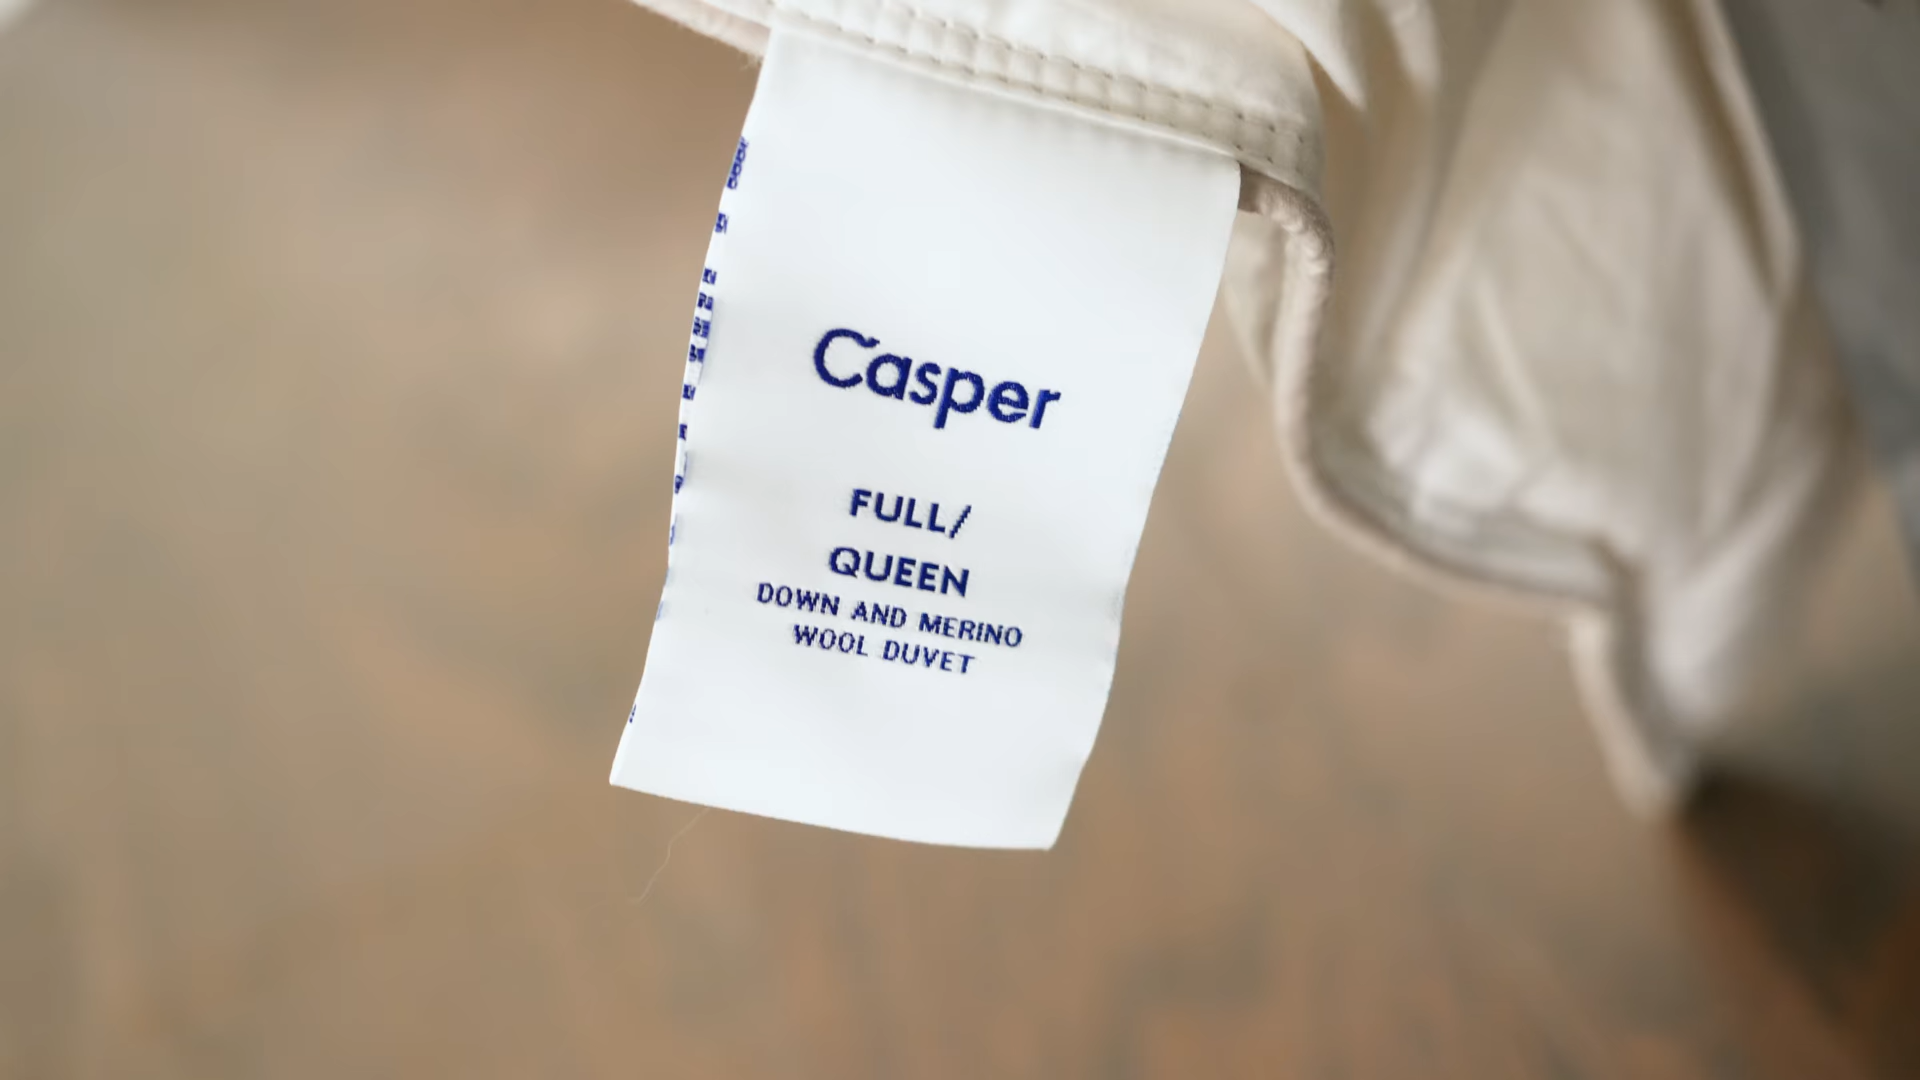 Casper
FULL/
QUEEN
DOWN AND MERINO
WOOL DUVET